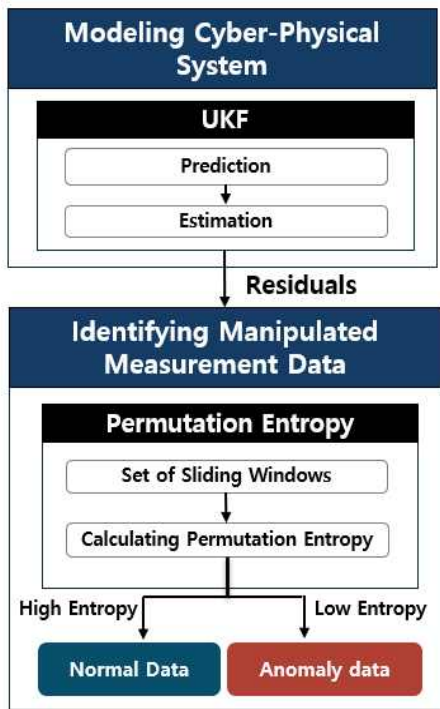 Modeling Cyber-Physical
System
UKF
Prediction
Estimation
Residuals
Identifying Manipulated
Measurement Data
Permutation Entropy
Set of Sliding Windows
Calculating Permutation Entropy
High Entropy
Low Entropy
Normal Data
Anomaly data